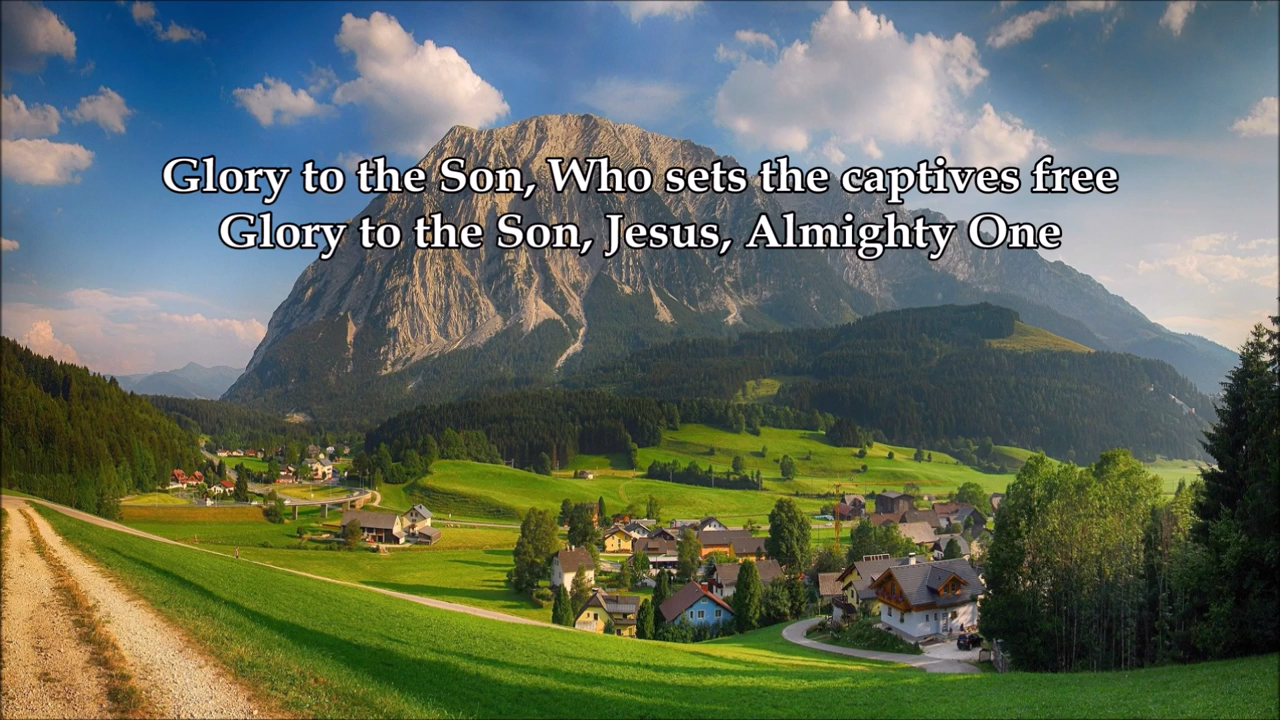 Glory to the Son, Who sets the captives free
Glory to the Son, Jesus, Almighty One